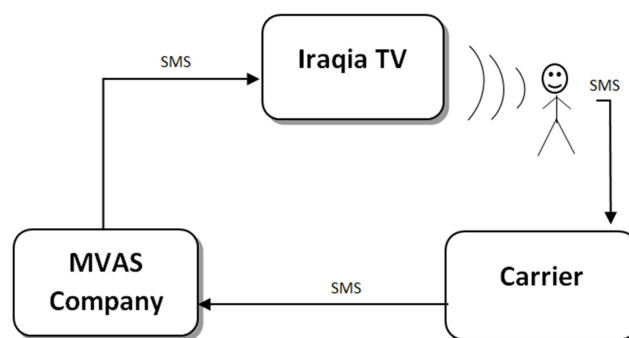 Iraqia TV
SMS
SMS
MVAS
Company
SMS
Carrier